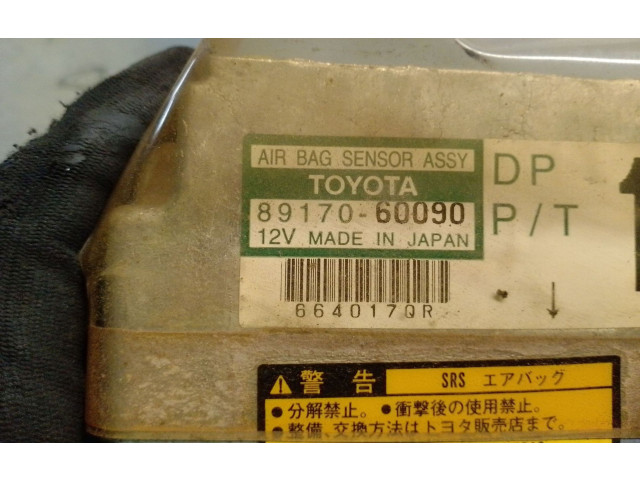 AIR BAG SENSOR ASSY
TOYOTA
89170-60090
12V MADE IN JAPAN
DP
P/T
↓
664017QR
⚠警告 SRS エアバッグ
●分解禁止。●衝撃後の使用禁止。
●整備、交換方法はトヨタ販売店まで。